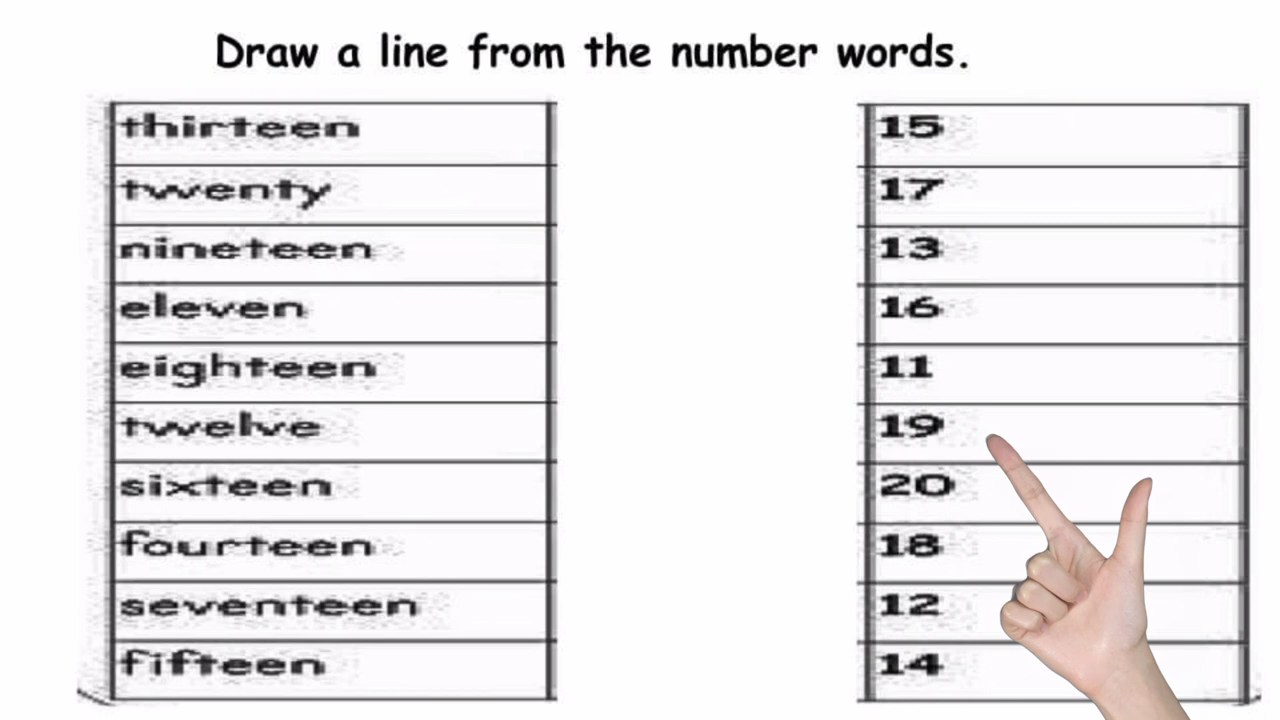 Draw a line from the number words.
thirteen
twenty
nineteen
eleven
eighteen
twelve
sixteen
fourteen
seventeen
fifteen
15
17
13
16
11
19
20
18
12
14